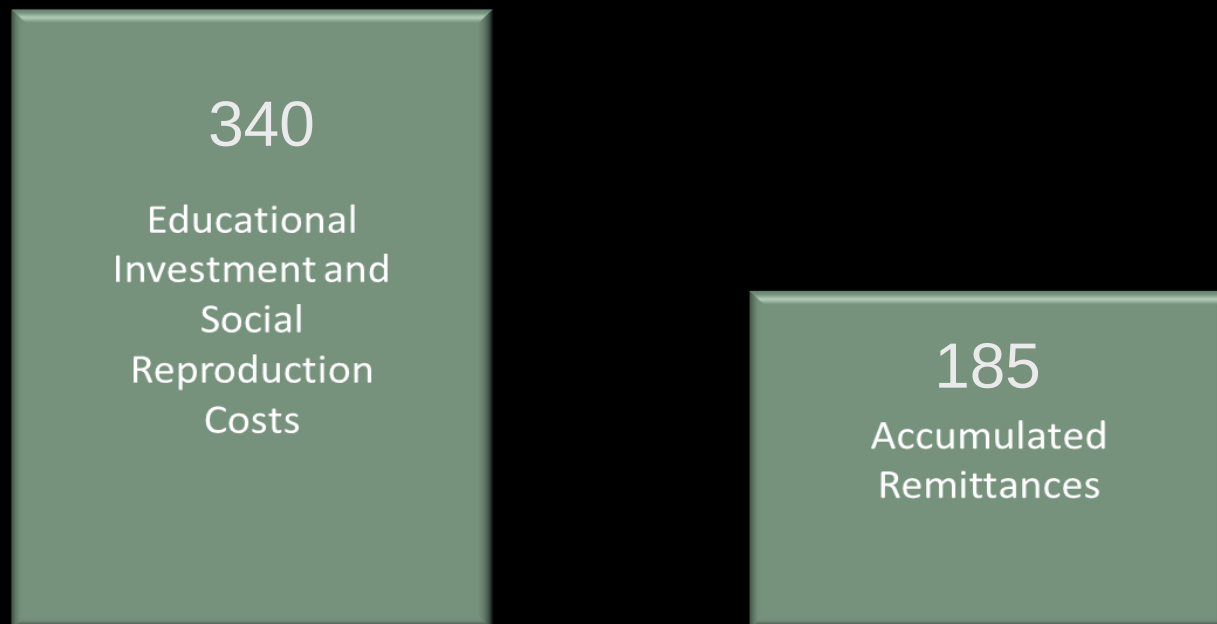 340
Educational
Investment and
Social
Reproduction
Costs
185
Accumulated
Remittances